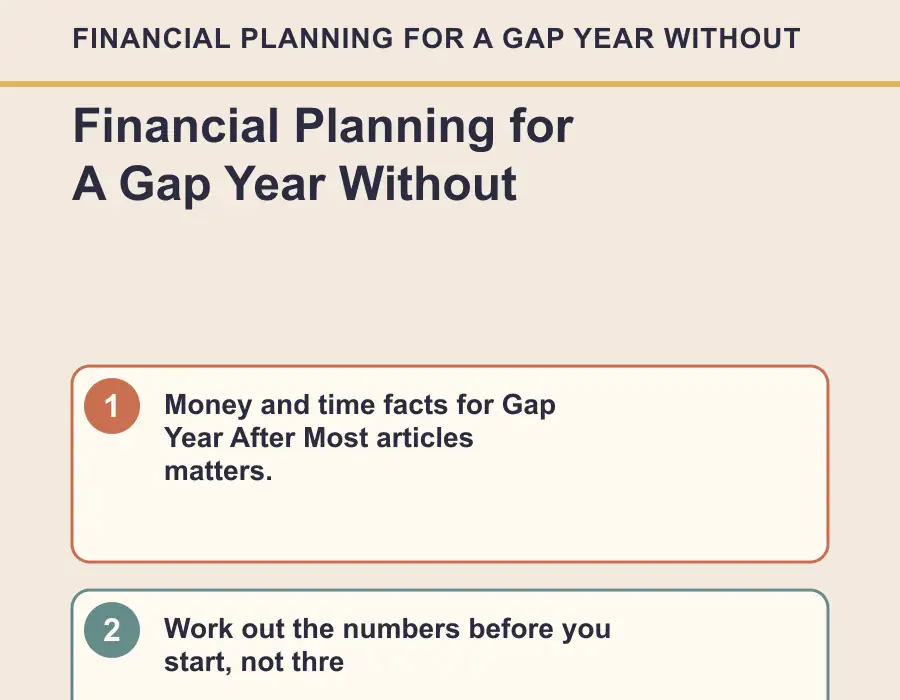 FINANCIAL PLANNING FOR A GAP YEAR WITHOUT
Financial Planning for
A Gap Year Without
1
Money and time facts for Gap
Year After Most articles
matters.
2
Work out the numbers before you
start, not thre